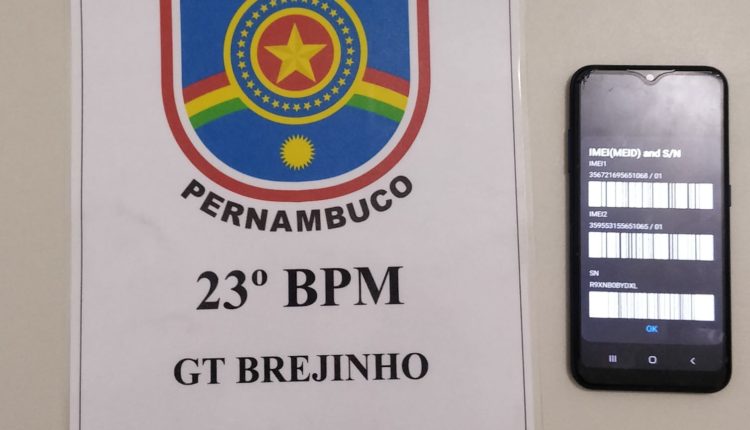 PERNAMBUCO
23º BPM
GT BREJINHO
IMEI(MEID) and S/N
IMEI1
356721695651068 / 01
IMEI2
359553155651065 / 01
SN
R9XNB0BYDXL
OK